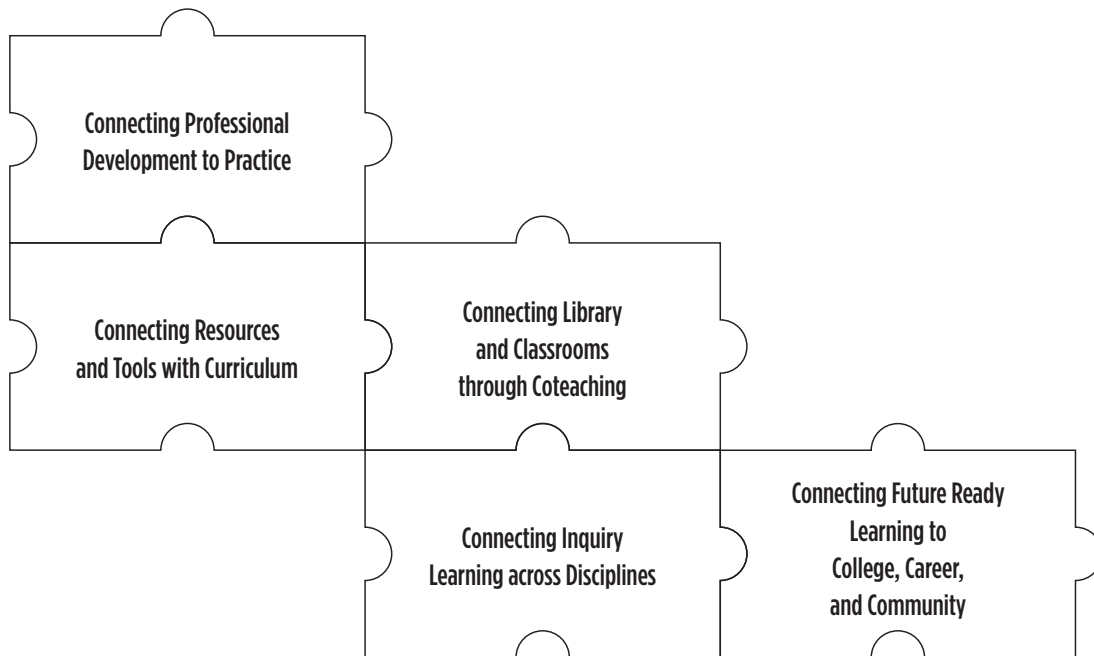 Connecting Professional
Development to Practice
Connecting Resources
and Tools with Curriculum
Connecting Library
and Classrooms
through Coteaching
Connecting Inquiry
Learning across Disciplines
Connecting Future Ready
Learning to
College, Career,
and Community